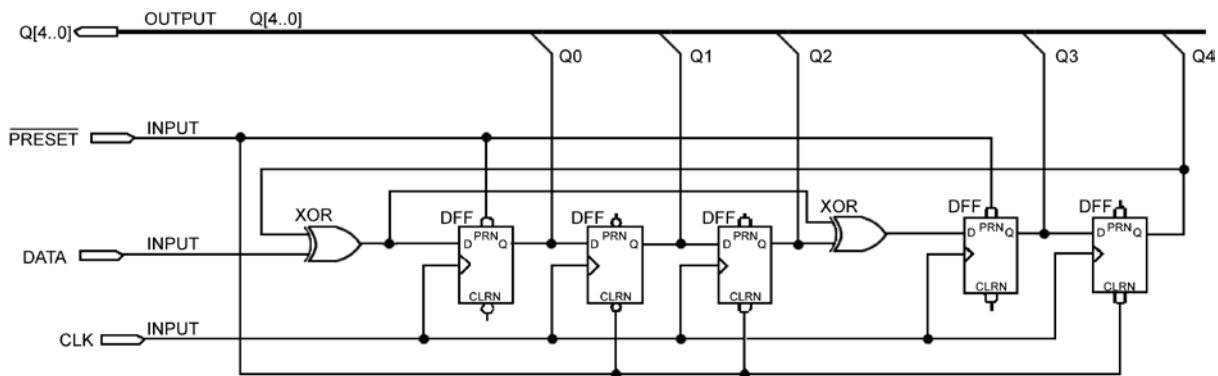 OUTPUT Q[4..0]
Q[4..0]
Q0 Q1 Q2 Q3 Q4
PRESET INPUT
XOR DFF DFF DFF XOR DFF DFF
D PRN Q D PRN Q D PRN Q D PRN Q D PRN Q
DATA INPUT
CLRN CLRN CLRN CLRN CLRN
CLK INPUT